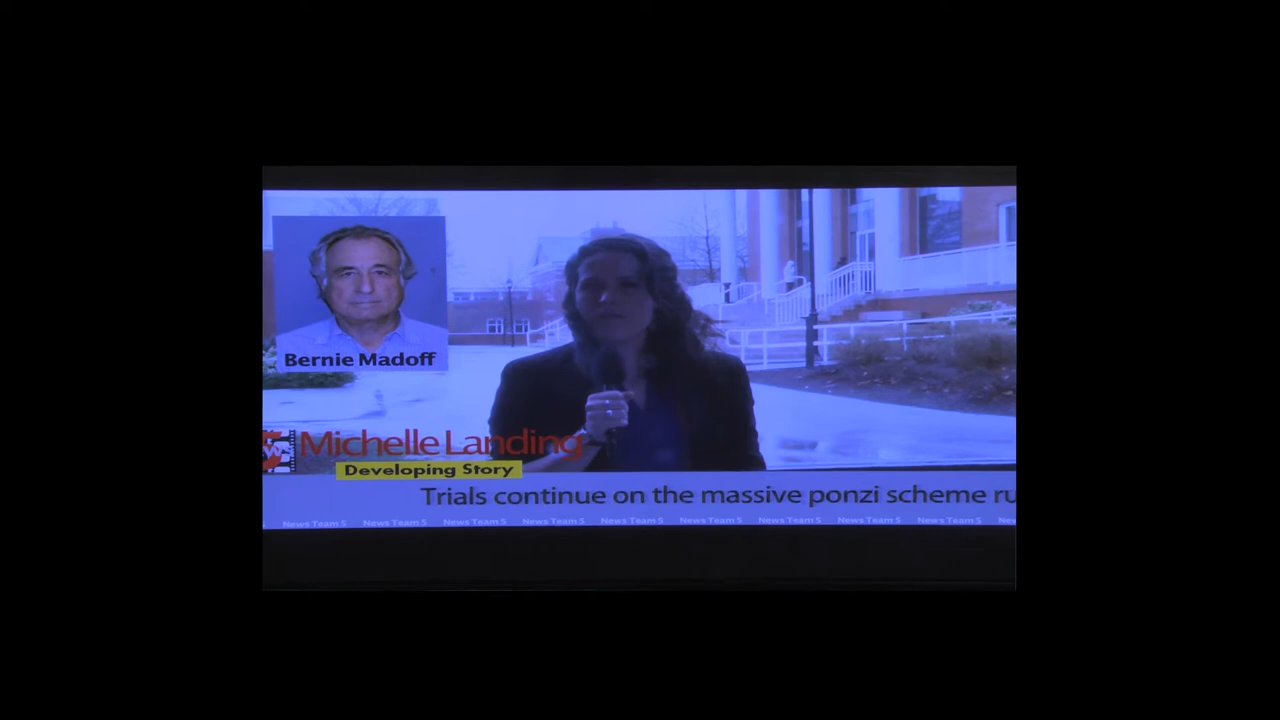 Bernie Madoff
Michelle Landing
Developing Story
Trials continue on the massive ponzi scheme ru
News Team 5 News Team 5 News Team 5 News Team 5 News Team 5 News Team 5 News Team 5 News Team 5 News Team 5